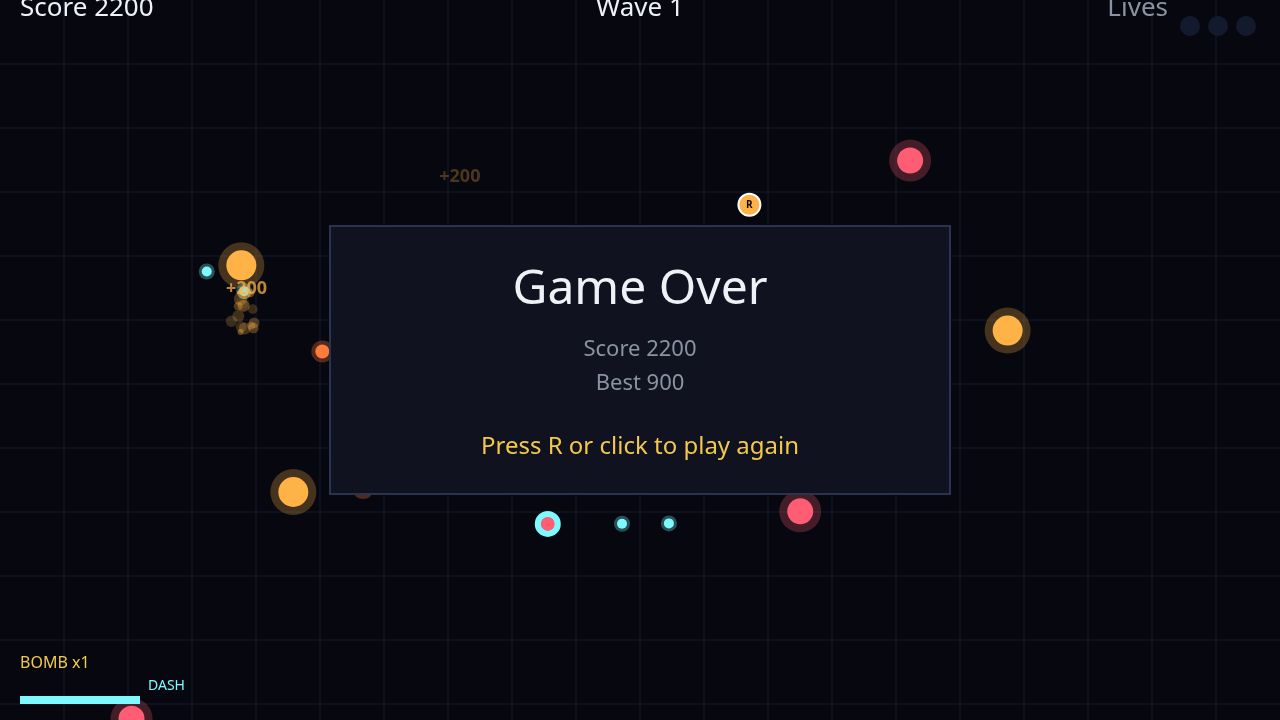 Score 2200
Wave 1
Lives
+200
R
+200
Game Over
Score 2200
Best 900
Press R or click to play again
BOMB x1
DASH